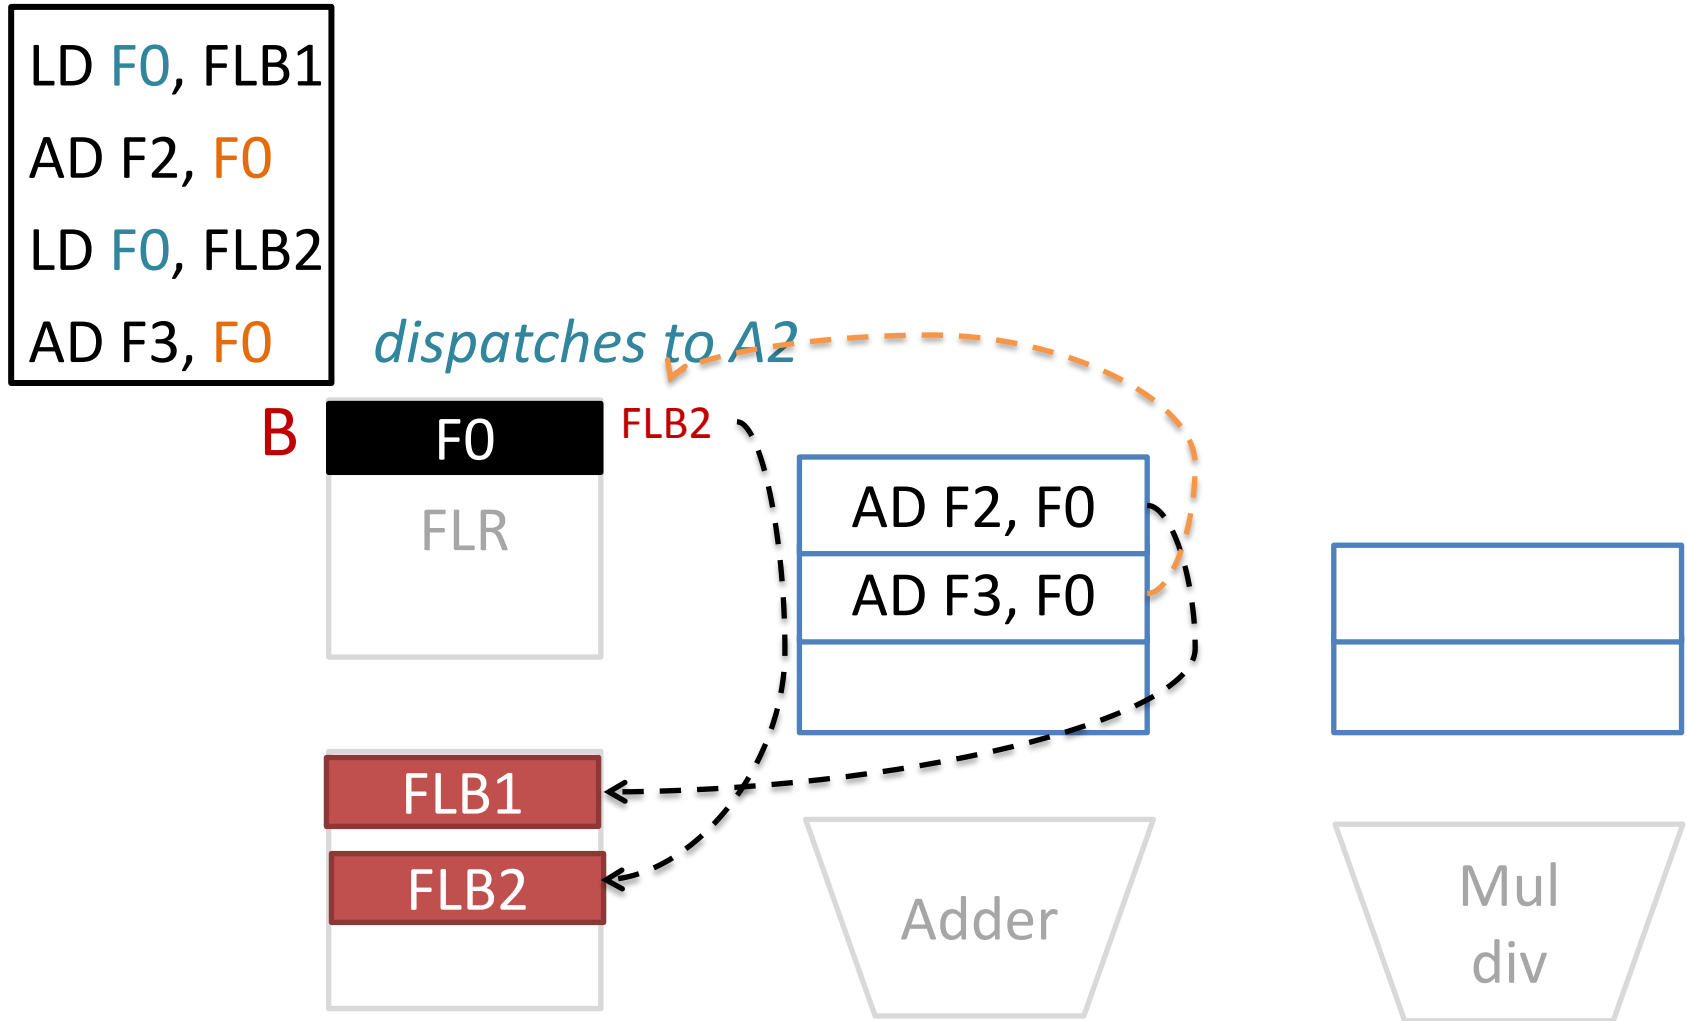 LD F0, FLB1
AD F2, F0
LD F0, FLB2
AD F3, F0
dispatches to A2
B
F0
FLB2
FLR
AD F2, F0
AD F3, F0
FLB1
FLB2
Adder
Mul
div